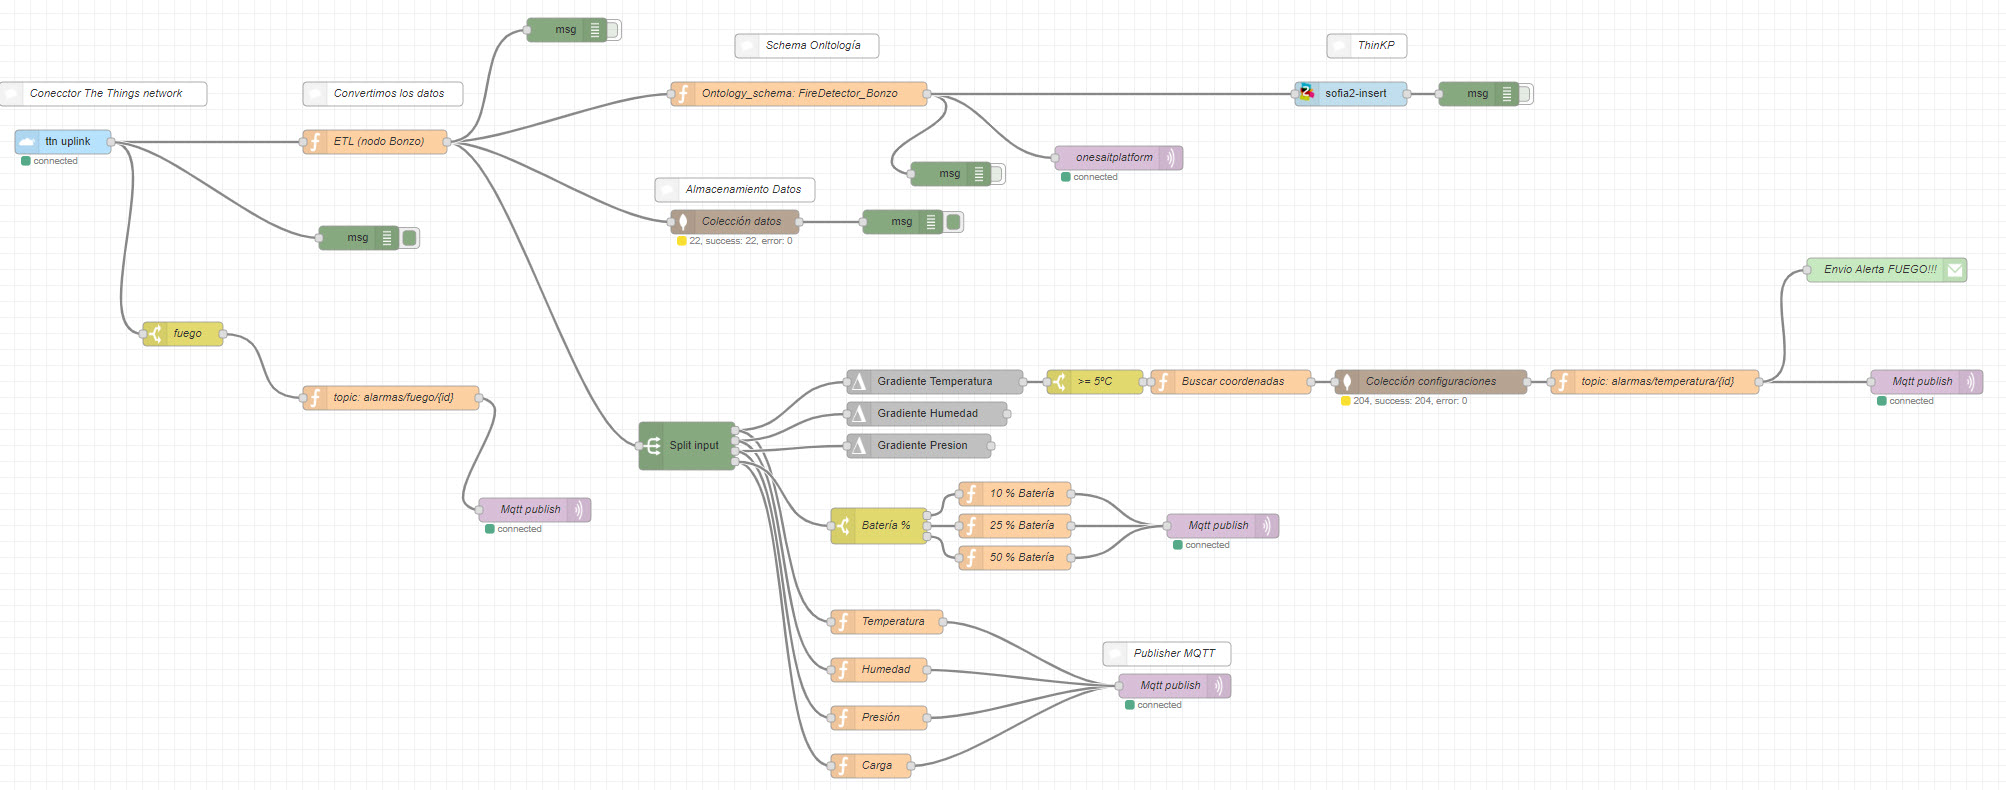 msg
Schema Onltología
ThinKP
Conecctor The Things network
Convertimos los datos
Ontology_schema: FireDetector_Bonzo
sofia2-insert
msg
ttn uplink
connected
ETL (nodo Bonzo)
onesaitplatform
connected
msg
Almacenamiento Datos
Colección datos
22, success: 22, error: 0
msg
msg
Envio Alerta FUEGO!!!
fuego
Gradiente Temperatura
>= 5ºC
Buscar coordenadas
Colección configuraciones
204, success: 204, error: 0
topic: alarmas/temperatura/{id}
Mqtt publish
connected
topic: alarmas/fuego/{id}
Gradiente Humedad
Split input
Gradiente Presion
Mqtt publish
connected
10 % Batería
Batería %
25 % Batería
Mqtt publish
connected
50 % Batería
Temperatura
Publisher MQTT
Humedad
Mqtt publish
connected
Presión
Carga